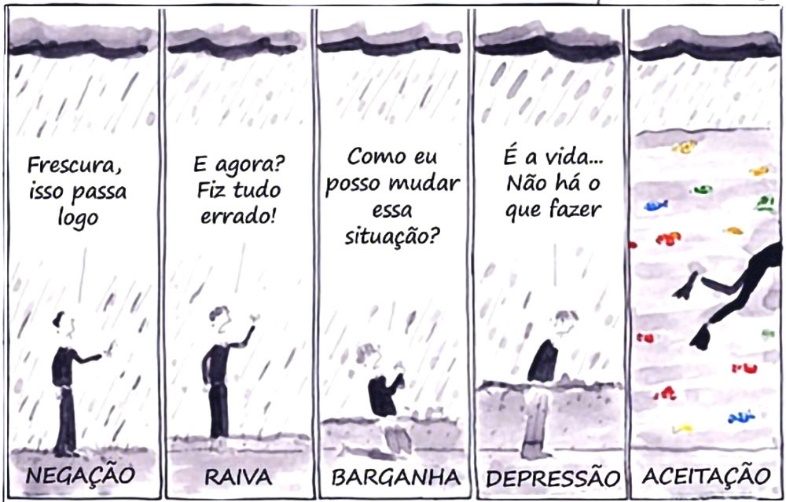 Frescura,
isso passa
logo
NEGAÇÃO
E agora?
Fiz tudo
errado!
RAIVA
Como eu
posso mudar
essa
situação?
BARGANHA
É a vida...
Não há o
que fazer
DEPRESSÃO
ACEITAÇÃO